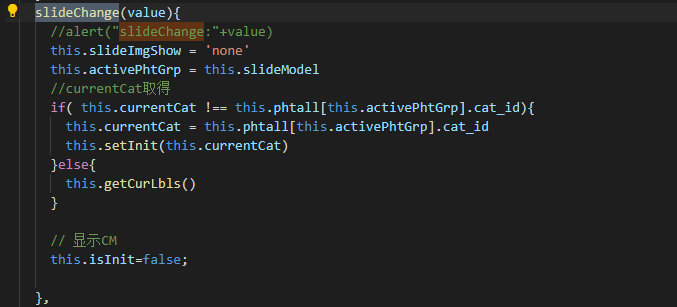 slideChange(value){
//alert("slideChange:"+value)
this.slideImgShow = 'none'
this.activePhtGrp = this.slideModel
//currentCat取得
if( this.currentCat !== this.phtall[this.activePhtGrp].cat_id){
this.currentCat = this.phtall[this.activePhtGrp].cat_id
this.setInit(this.currentCat)
}else{
this.getCurLbls()
}
// 显示CM
this.isInit=false;
},